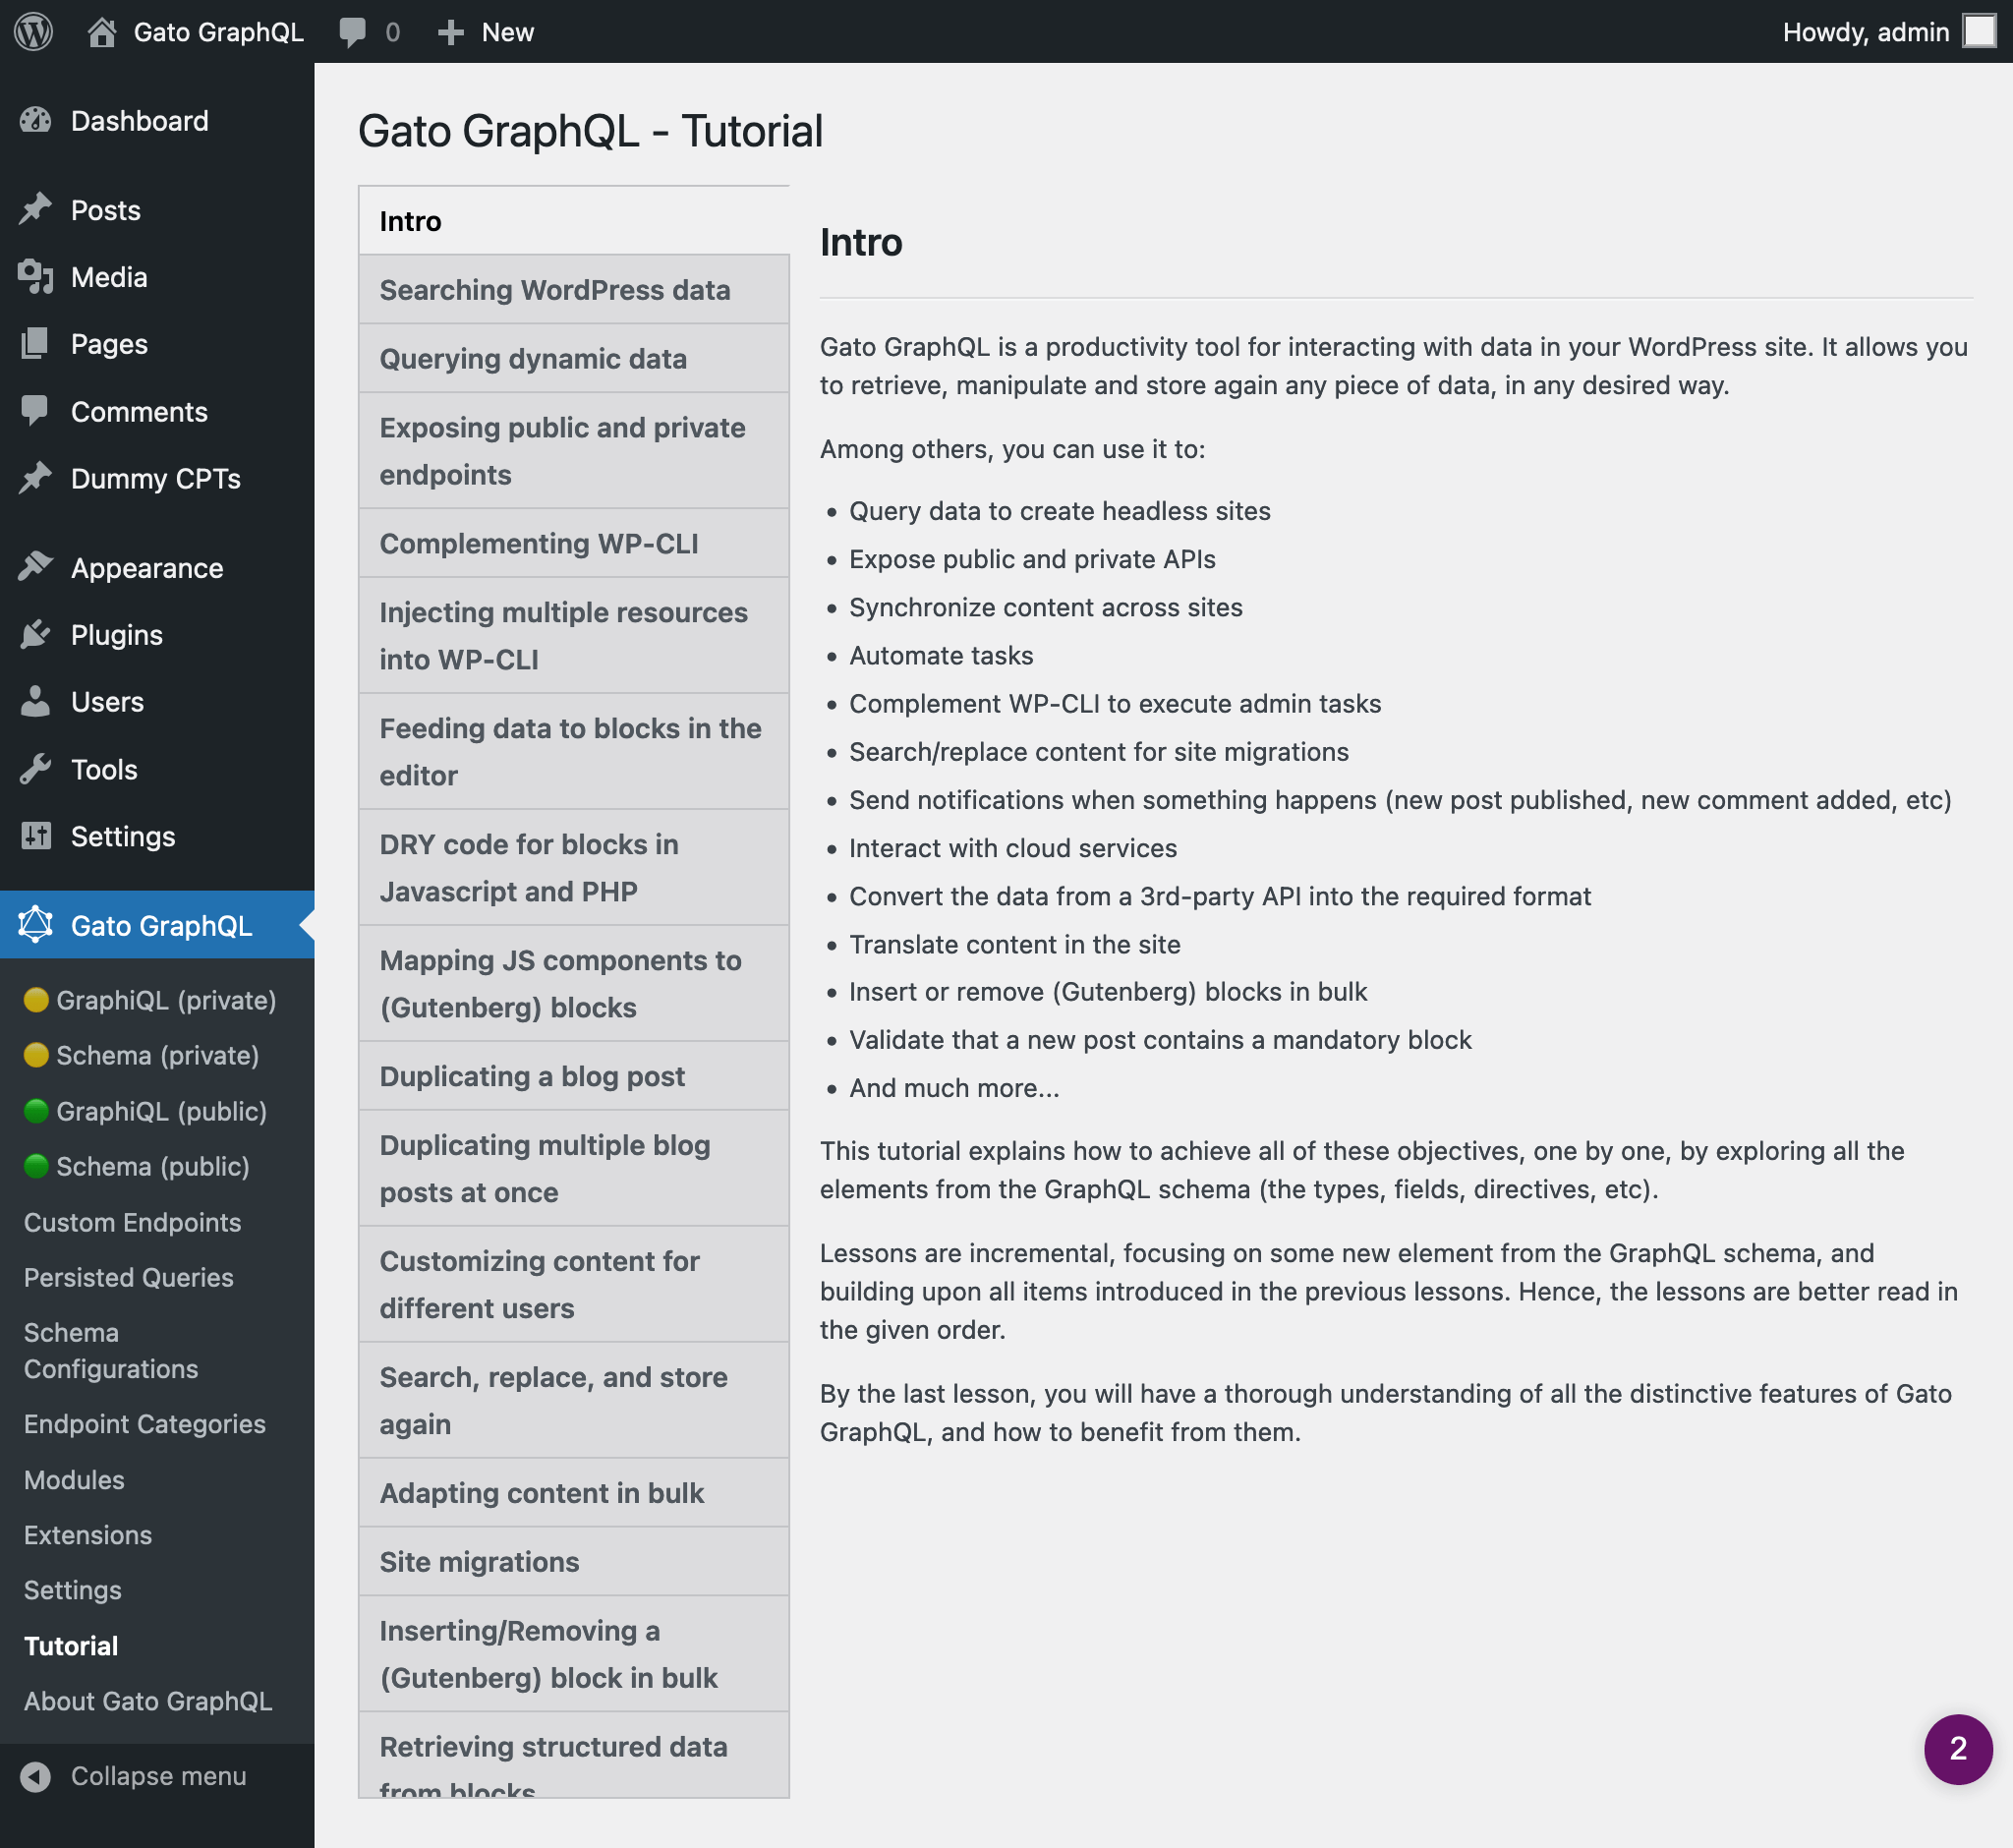 Gato GraphQL
0
New
Howdy, admin
Dashboard
Posts
Media
Pages
Comments
Dummy CPTs
Appearance
Plugins
Users
Tools
Settings
Gato GraphQL
GraphiQL (private)
Schema (private)
GraphiQL (public)
Schema (public)
Custom Endpoints
Persisted Queries
Schema
Configurations
Endpoint Categories
Modules
Extensions
Settings
Tutorial
About Gato GraphQL
Collapse menu
Gato GraphQL - Tutorial
Intro
Searching WordPress data
Querying dynamic data
Exposing public and private
endpoints
Complementing WP-CLI
Injecting multiple resources
into WP-CLI
Feeding data to blocks in the
editor
DRY code for blocks in
Javascript and PHP
Mapping JS components to
(Gutenberg) blocks
Duplicating a blog post
Duplicating multiple blog
posts at once
Customizing content for
different users
Search, replace, and store
again
Adapting content in bulk
Site migrations
Inserting/Removing a
(Gutenberg) block in bulk
Retrieving structured data
from blocks
Intro
Gato GraphQL is a productivity tool for interacting with data in your WordPress site. It allows you
to retrieve, manipulate and store again any piece of data, in any desired way.
Among others, you can use it to:
• Query data to create headless sites
• Expose public and private APIs
• Synchronize content across sites
• Automate tasks
• Complement WP-CLI to execute admin tasks
• Search/replace content for site migrations
• Send notifications when something happens (new post published, new comment added, etc)
• Interact with cloud services
• Convert the data from a 3rd-party API into the required format
• Translate content in the site
• Insert or remove (Gutenberg) blocks in bulk
• Validate that a new post contains a mandatory block
• And much more...
This tutorial explains how to achieve all of these objectives, one by one, by exploring all the
elements from the GraphQL schema (the types, fields, directives, etc).
Lessons are incremental, focusing on some new element from the GraphQL schema, and
building upon all items introduced in the previous lessons. Hence, the lessons are better read in
the given order.
By the last lesson, you will have a thorough understanding of all the distinctive features of Gato
GraphQL, and how to benefit from them.
2